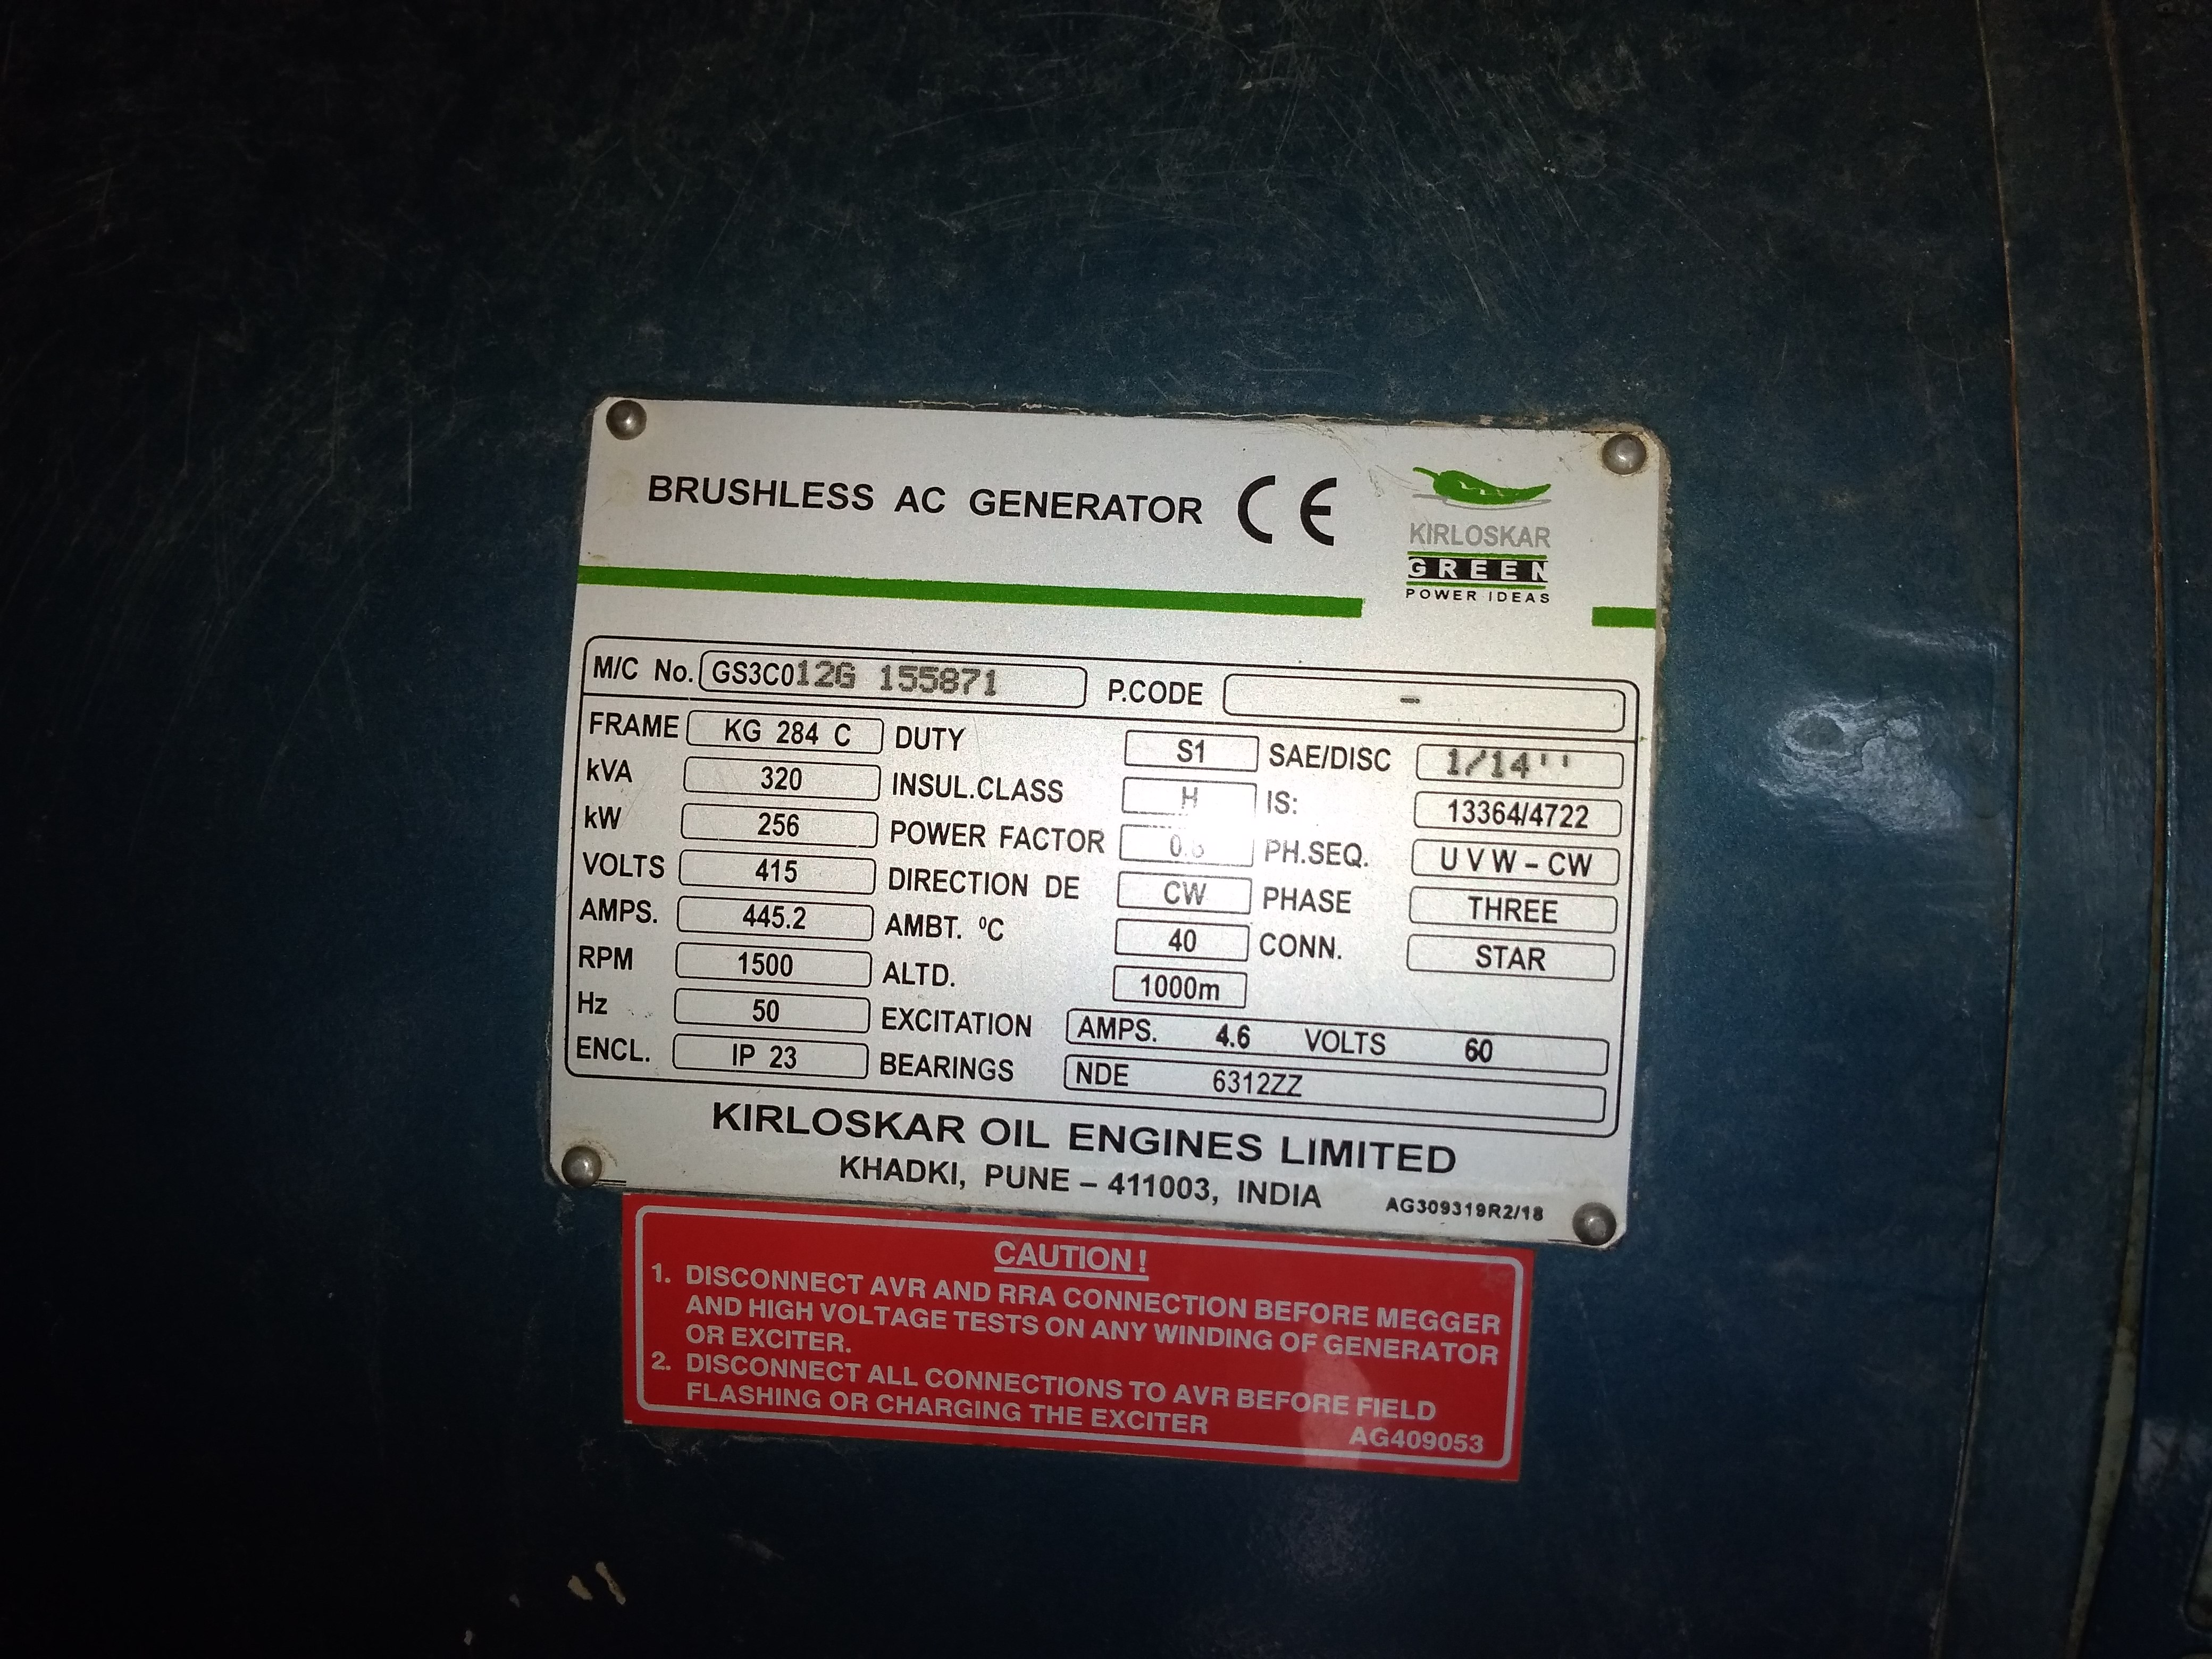 BRUSHLESS AC GENERATOR CE
KIRLOSKAR
GREEN
POWER IDEAS
M/C No. GS3C012G 155871 P.CODE –
FRAME KG 284 C DUTY S1 SAE/DISC 1/14''
kVA 320 INSUL.CLASS H IS: 13364/4722
kW 256 POWER FACTOR 0.8 PH.SEQ. U V W – CW
VOLTS 415 DIRECTION DE CW PHASE THREE
AMPS. 445.2 AMBT. ⁰C 40 CONN. STAR
RPM 1500 ALTD. 1000m
Hz 50 EXCITATION AMPS. 4.6 VOLTS 60
ENCL. IP 23 BEARINGS NDE 6312ZZ
KIRLOSKAR OIL ENGINES LIMITED
KHADKI, PUNE – 411003, INDIA AG309319R2/18
CAUTION !
1. DISCONNECT AVR AND RRA CONNECTION BEFORE MEGGER
AND HIGH VOLTAGE TESTS ON ANY WINDING OF GENERATOR
OR EXCITER.
2. DISCONNECT ALL CONNECTIONS TO AVR BEFORE FIELD
FLASHING OR CHARGING THE EXCITER
AG409053